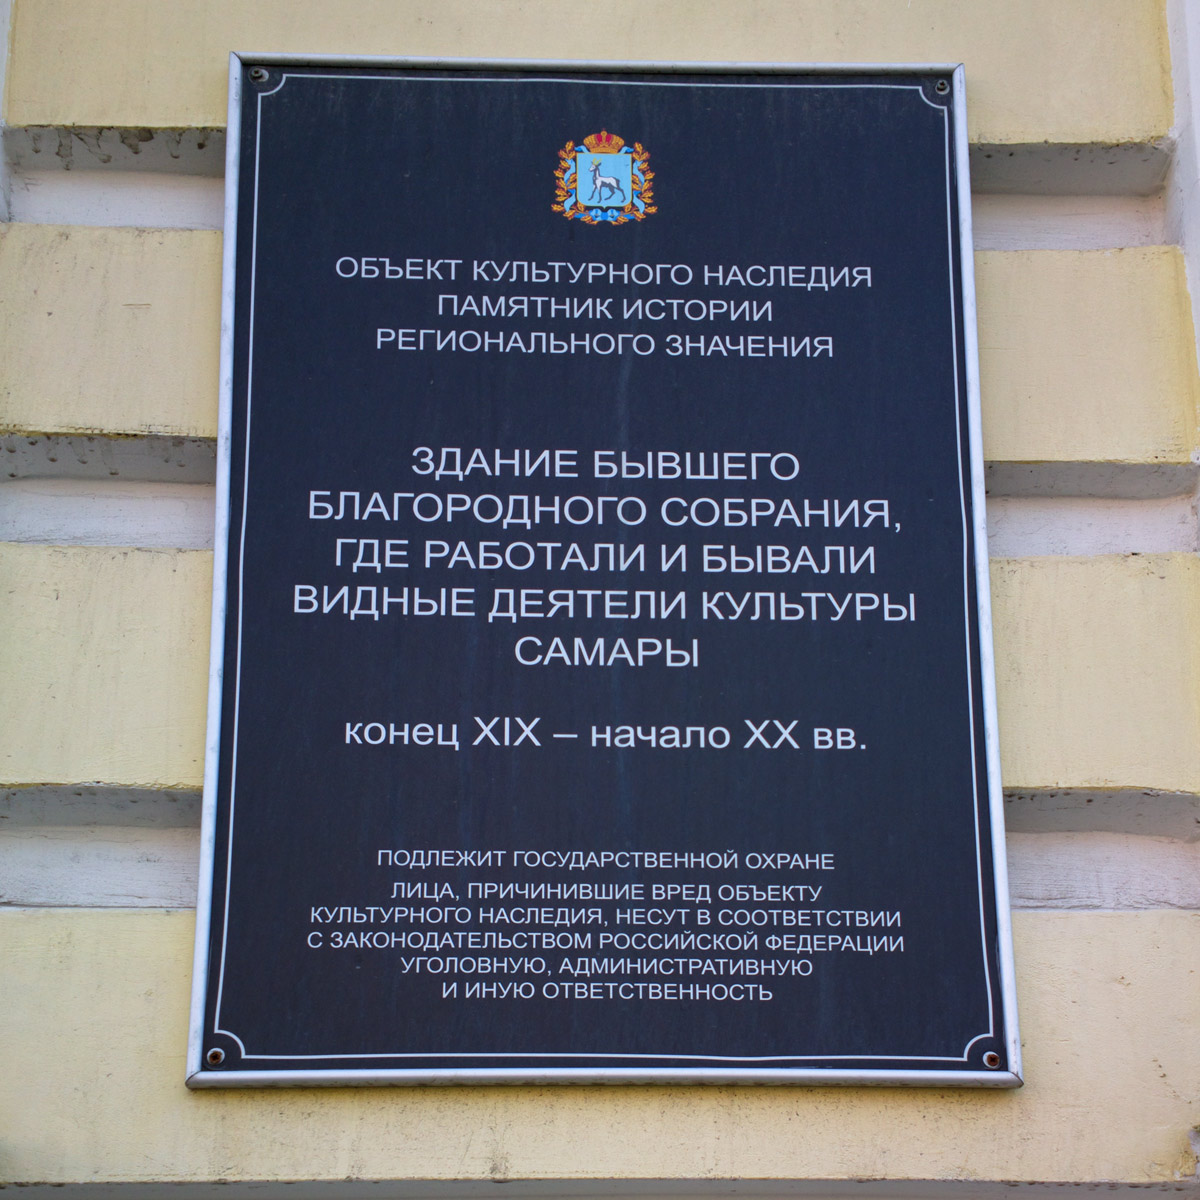 ОБЪЕКТ КУЛЬТУРНОГО НАСЛЕДИЯ
ПАМЯТНИК ИСТОРИИ
РЕГИОНАЛЬНОГО ЗНАЧЕНИЯ
ЗДАНИЕ БЫВШЕГО
БЛАГОРОДНОГО СОБРАНИЯ,
ГДЕ РАБОТАЛИ И БЫВАЛИ
ВИДНЫЕ ДЕЯТЕЛИ КУЛЬТУРЫ
САМАРЫ
конец XIX – начало XX вв.
ПОДЛЕЖИТ ГОСУДАРСТВЕННОЙ ОХРАНЕ
ЛИЦА, ПРИЧИНИВШИЕ ВРЕД ОБЪЕКТУ
КУЛЬТУРНОГО НАСЛЕДИЯ, НЕСУТ В СООТВЕТСТВИИ
С ЗАКОНОДАТЕЛЬСТВОМ РОССИЙСКОЙ ФЕДЕРАЦИИ
УГОЛОВНУЮ, АДМИНИСТРАТИВНУЮ
И ИНУЮ ОТВЕТСТВЕННОСТЬ